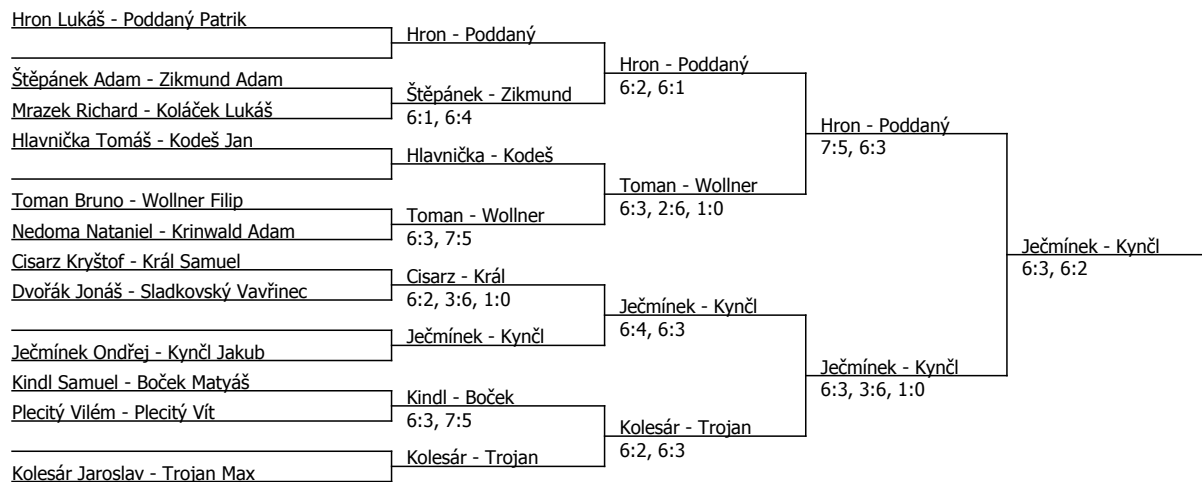 Hron Lukáš - Poddaný Patrik
Štěpánek Adam - Zikmund Adam
Mrazek Richard - Koláček Lukáš
Hlavnička Tomáš - Kodeš Jan
Toman Bruno - Wollner Filip
Nedoma Nataniel - Krinwald Adam
Cisarz Kryštof - Král Samuel
Dvořák Jonáš - Sladkovský Vavřinec
Ječmínek Ondřej - Kynčl Jakub
Kindl Samuel - Boček Matyáš
Plecitý Vilém - Plecitý Vít
Kolesár Jaroslav - Trojan Max
Hron - Poddaný
Štěpánek - Zikmund
6:1, 6:4
Hlavnička - Kodeš
Toman - Wollner
6:3, 7:5
Cisarz - Král
6:2, 3:6, 1:0
Ječmínek - Kynčl
Kindl - Boček
6:3, 7:5
Kolesár - Trojan
Hron - Poddaný
6:2, 6:1
Toman - Wollner
6:3, 2:6, 1:0
Ječmínek - Kynčl
6:4, 6:3
Kolesár - Trojan
6:2, 6:3
Hron - Poddaný
7:5, 6:3
Ječmínek - Kynčl
6:3, 3:6, 1:0
Ječmínek - Kynčl
6:3, 6:2